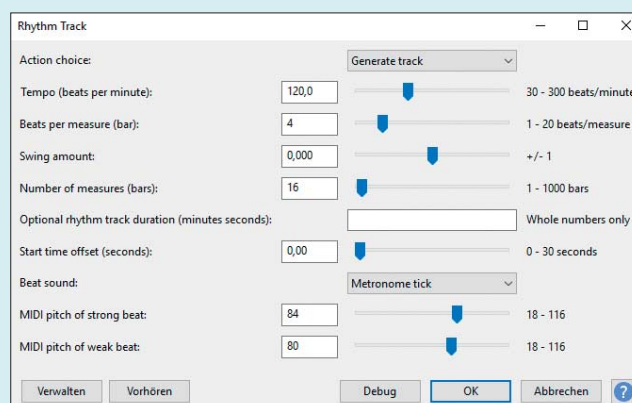 Rhythm Track
Action choice: Generate track
Tempo (beats per minute): 120,0 30 - 300 beats/minute
Beats per measure (bar): 4 1 - 20 beats/measure
Swing amount: 0,000 +/- 1
Number of measures (bars): 16 1 - 1000 bars
Optional rhythm track duration (minutes seconds): Whole numbers only
Start time offset (seconds): 0,00 0 - 30 seconds
Beat sound: Metronome tick
MIDI pitch of strong beat: 84 18 - 116
MIDI pitch of weak beat: 80 18 - 116
Verwalten Vorhören Debug OK Abbrechen ?